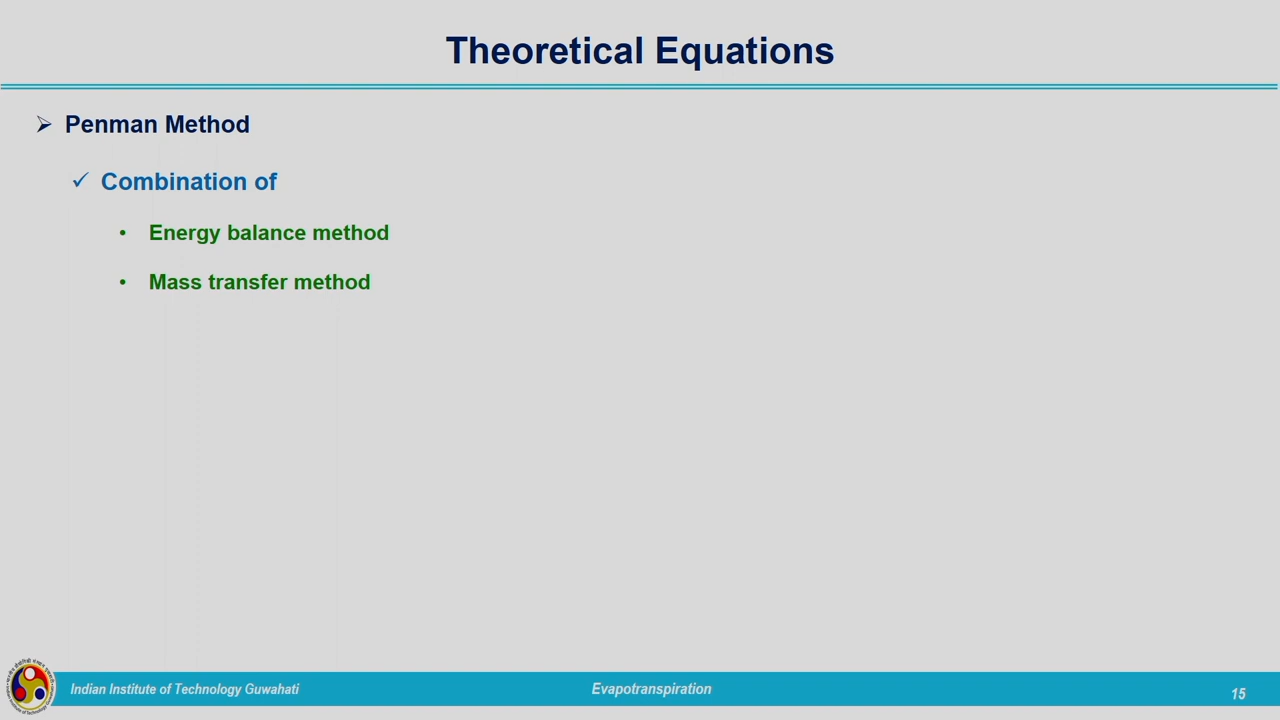 Theoretical Equations
➢ Penman Method
✓ Combination of
• Energy balance method
• Mass transfer method
Indian Institute of Technology Guwahati
Evapotranspiration
15